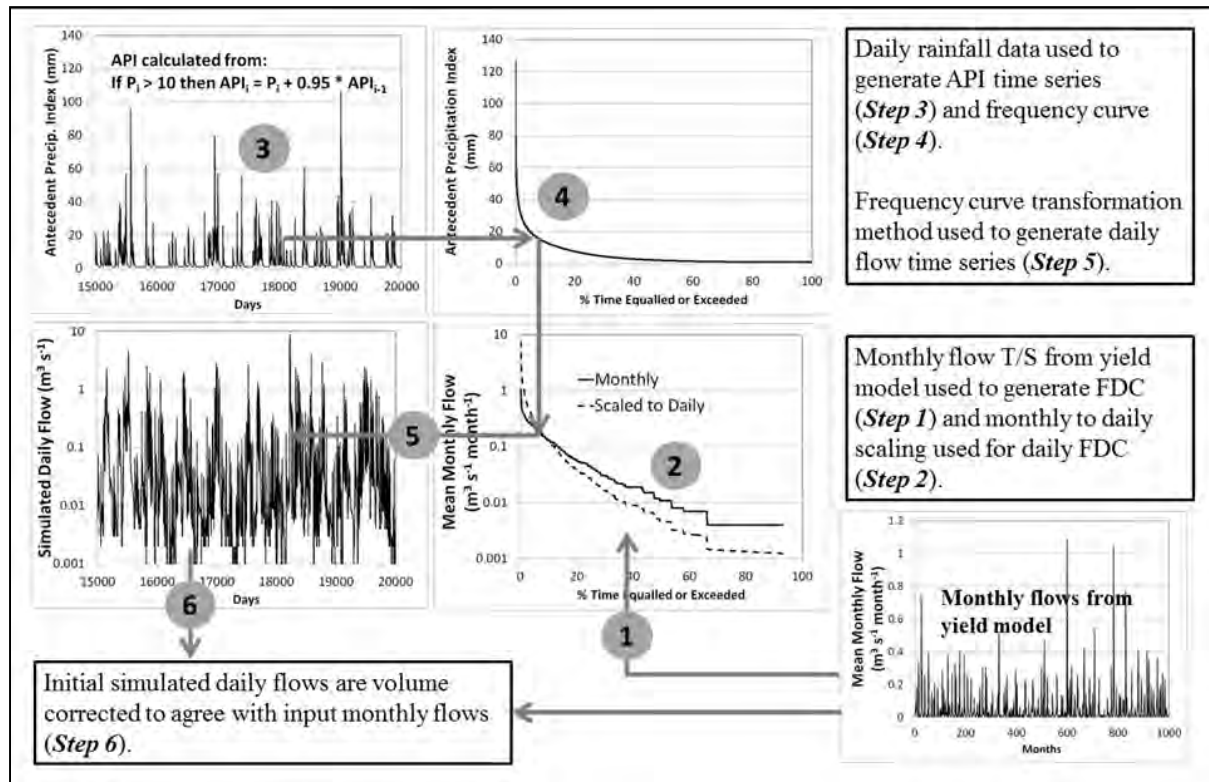 140
120
100
80
60
40
20
0
15000 16000 17000 18000 19000 20000
Days
Antecedent Precip. Index (mm)
API calculated from:
If Pᵢ > 10 then APIᵢ = Pᵢ + 0.95 * APIᵢ₋₁
3
140
120
100
80
60
40
20
0
0 20 40 60 80 100
% Time Equalled or Exceeded
Antecedent Precipitation Index
(mm)
4
Daily rainfall data used to
generate API time series
(Step 3) and frequency curve
(Step 4).
Frequency curve transformation
method used to generate daily
flow time series (Step 5).
10
1
0.1
0.01
0.001
15000 16000 17000 18000 19000 20000
Days
Simulated Daily Flow (m³ s⁻¹)
5
10
1
0.1
0.01
0.001
0 20 40 60 80 100
% Time Equalled or Exceeded
Mean Monthly Flow
(m³ s⁻¹ month⁻¹)
Monthly
Scaled to Daily
2
Monthly flow T/S from yield
model used to generate FDC
(Step 1) and monthly to daily
scaling used for daily FDC
(Step 2).
6
1
1.2
1
0.8
0.6
0.4
0.2
0
0 200 400 600 800 1000
Months
Mean Monthly Flow
(m³ s⁻¹ month⁻¹)
Monthly flows from
yield model
Initial simulated daily flows are volume
corrected to agree with input monthly flows
(Step 6).